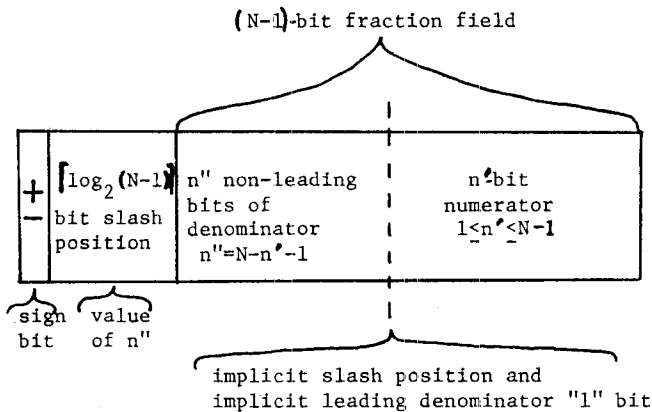 (N-1)-bit fraction field
+
-
⌈log₂(N-1)⌉
bit slash
position
n" non-leading
bits of
denominator
n"=N-n'-1
n'-bit
numerator
1≤n'≤N-1
sign
bit
value
of n"
implicit slash position and
implicit leading denominator "1" bit